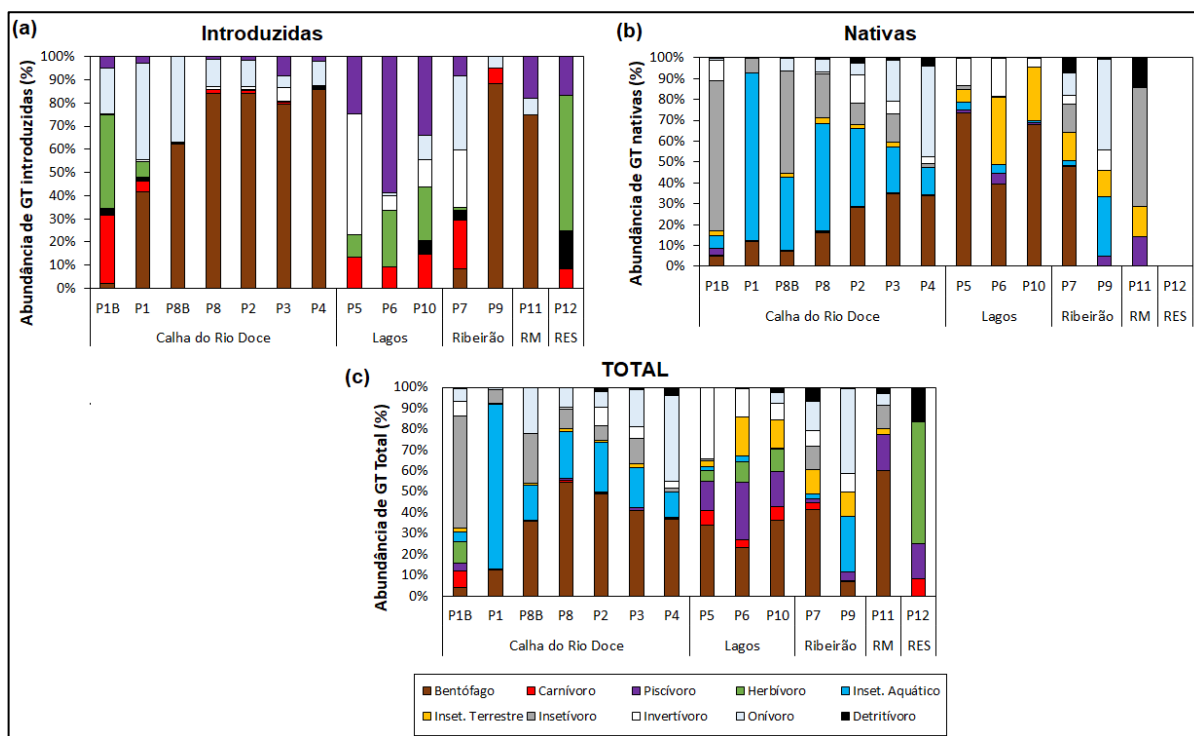 (a) Introduzidas
Abundância de GT introduzidas (%)
100%
90%
80%
70%
60%
50%
40%
30%
20%
10%
0%
P1B P1 P8B P8 P2 P3 P4 P5 P6 P10 P7 P9 P11 P12
Calha do Rio Doce Lagos Ribeirão RM RES
(b) Nativas
Abundância de GT nativas (%)
100%
90%
80%
70%
60%
50%
40%
30%
20%
10%
0%
P1B P1 P8B P8 P2 P3 P4 P5 P6 P10 P7 P9 P11 P12
Calha do Rio Doce Lagos Ribeirão RM RES
(c) TOTAL
Abundância de GT Total (%)
100%
90%
80%
70%
60%
50%
40%
30%
20%
10%
0%
P1B P1 P8B P8 P2 P3 P4 P5 P6 P10 P7 P9 P11 P12
Calha do Rio Doce Lagos Ribeirão RM RES
Bentófago Carnívoro Piscívoro Herbívoro Inset. Aquático
Inset. Terrestre Insetívoro Invertívoro Onívoro Detritívoro